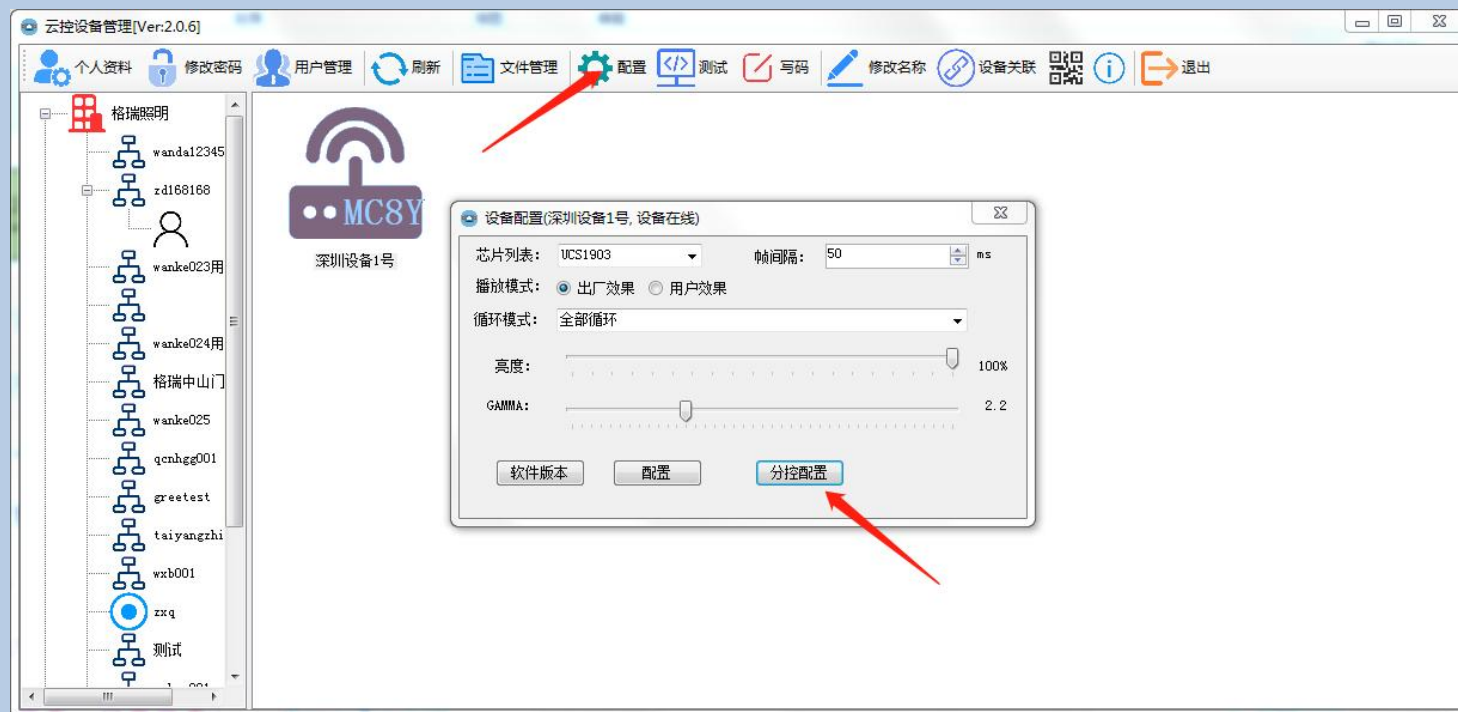 云控设备管理[Ver:2.0.6]
个人资料 修改密码 用户管理 刷新 文件管理 配置 测试 写码 修改名称 设备关联 退出
格瑞照明
wanda12345
zd168168
wanke023用
wanke024用
格瑞中山门
wanke025
qcnhgg001
greetest
taiyangzhi
wxb001
zxq
测试
MC8Y
深圳设备1号
设备配置(深圳设备1号, 设备在线)
芯片列表: UCS1903 帧间隔: 50 ms
播放模式: 出厂效果 用户效果
循环模式: 全部循环
亮度: 100%
GAMMA: 2.2
软件版本 配置 分控配置